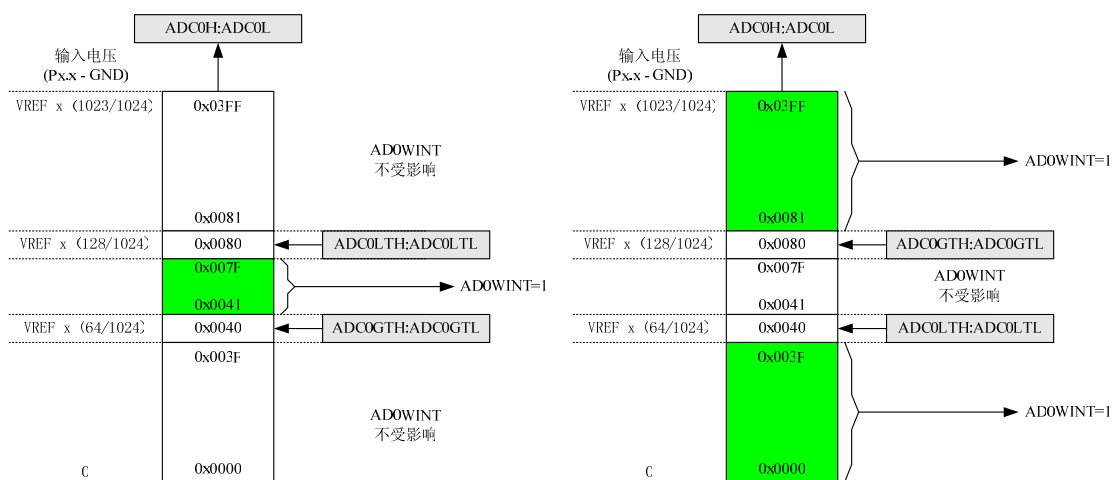 ADC0H:ADC0L
输入电压
(Px.x - GND)
VREF x (1023/1024)
0x03FF
AD0WINT
不受影响
0x0081
VREF x (128/1024)
0x0080
ADC0LTH:ADC0LTL
0x007F
AD0WINT=1
0x0041
VREF x (64/1024)
0x0040
ADC0GTH:ADC0GTL
0x003F
AD0WINT
不受影响
0x0000
C
ADC0H:ADC0L
输入电压
(Px.x - GND)
VREF x (1023/1024)
0x03FF
AD0WINT=1
0x0081
VREF x (128/1024)
0x0080
ADC0GTH:ADC0GTL
0x007F
AD0WINT
不受影响
0x0041
VREF x (64/1024)
0x0040
ADC0LTH:ADC0LTL
0x003F
AD0WINT=1
0x0000
C